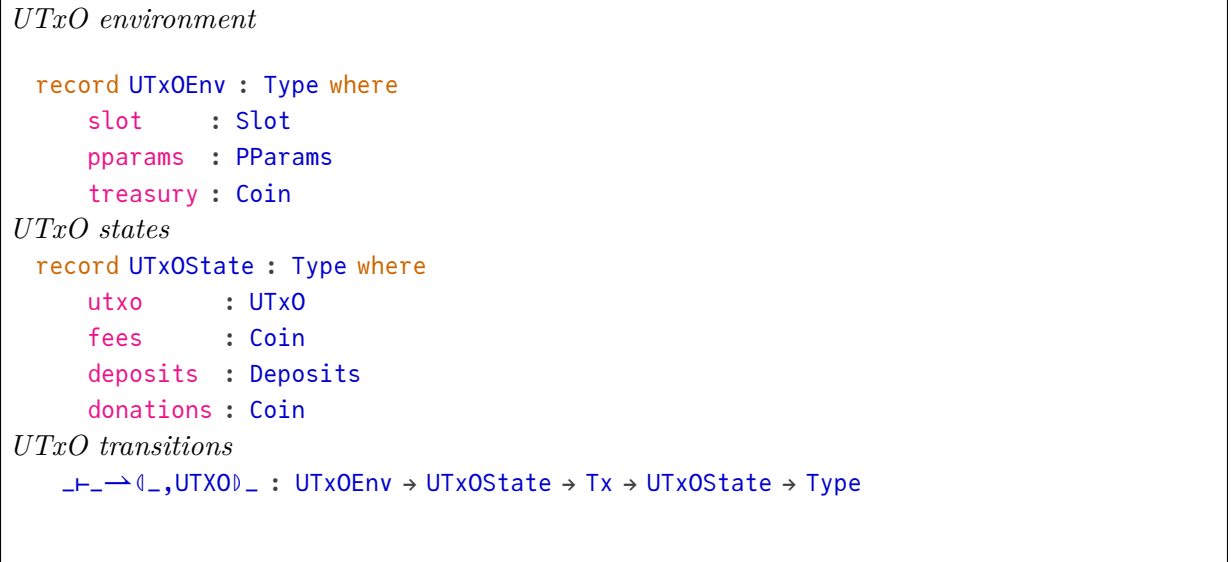 UTxO environment
record UTxOEnv : Type where
slot : Slot
pparams : PParams
treasury : Coin
UTxO states
record UTxOState : Type where
utxo : UTxO
fees : Coin
deposits : Deposits
donations : Coin
UTxO transitions
_⊢_⇀⦇_,UTXO⦈_ : UTxOEnv → UTxOState → Tx → UTxOState → Type